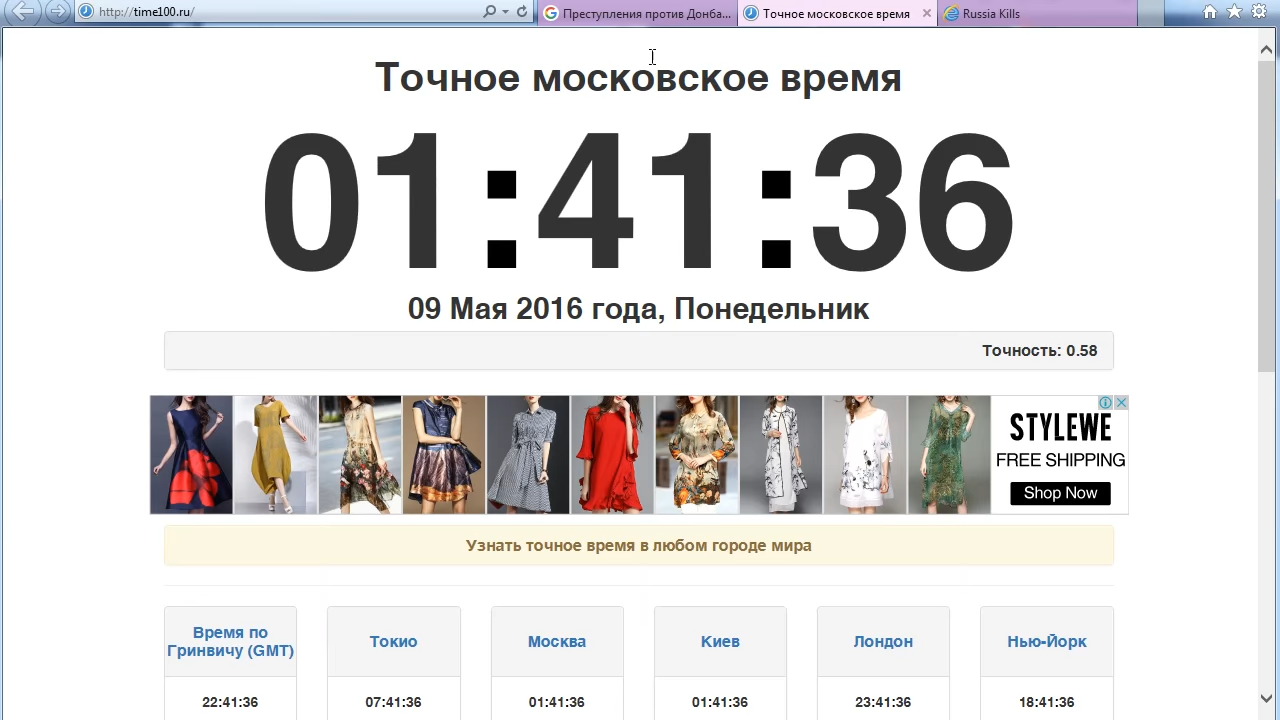 http://time100.ru/
Преступления против Донба...
Точное московское время
Russia Kills
Точное московское время
01:41:36
09 Мая 2016 года, Понедельник
Точность: 0.58
STYLEWE
FREE SHIPPING
Shop Now
Узнать точное время в любом городе мира
Время по
Гринвичу (GMT)
Токио
Москва
Киев
Лондон
Нью-Йорк
22:41:36
07:41:36
01:41:36
01:41:36
23:41:36
18:41:36